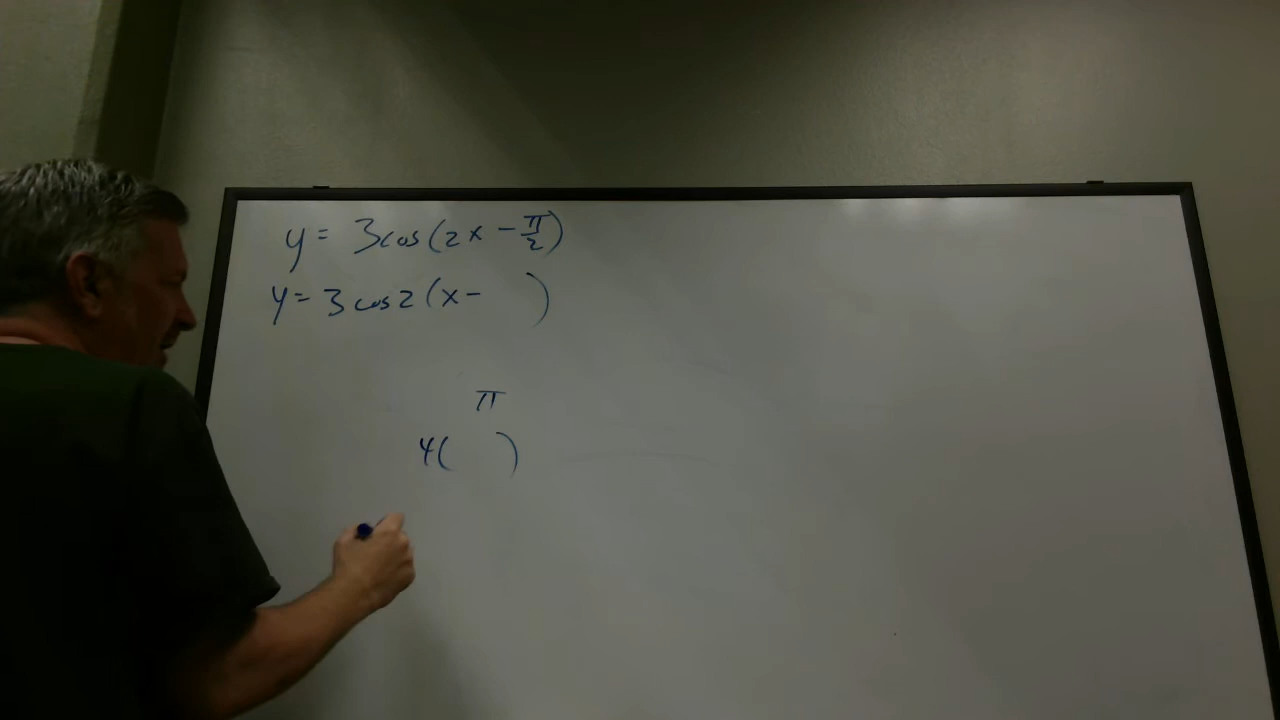 y = 3cos(2x - π/2)
y = 3cos2(x -    )
π
4(    )